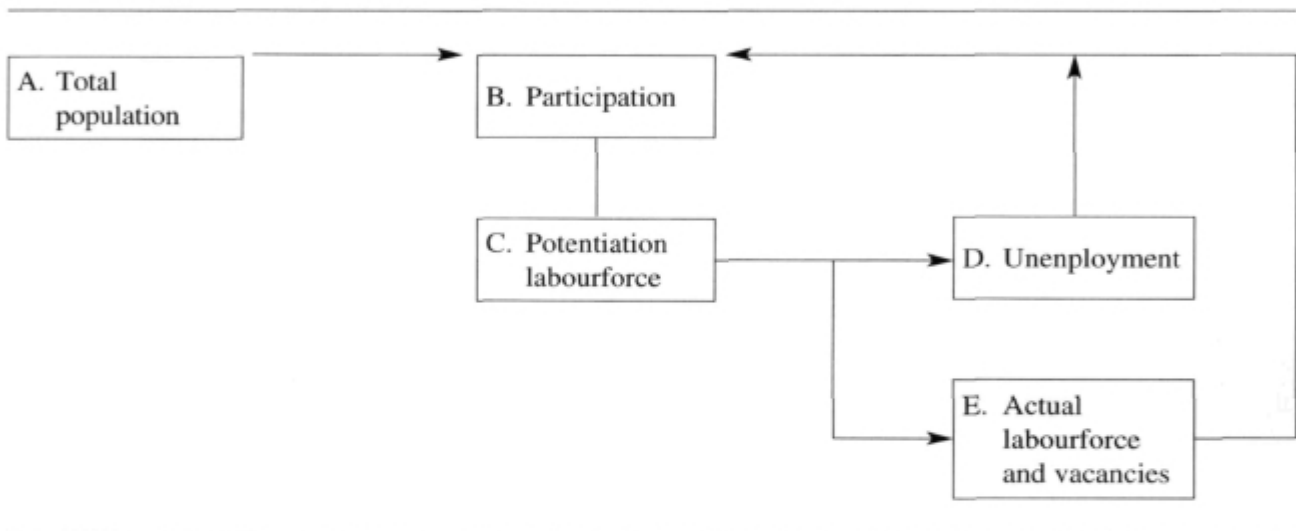 A. Total
population
B. Participation
C. Potentiation
labourforce
D. Unenployment
E. Actual
labourforce
and vacancies